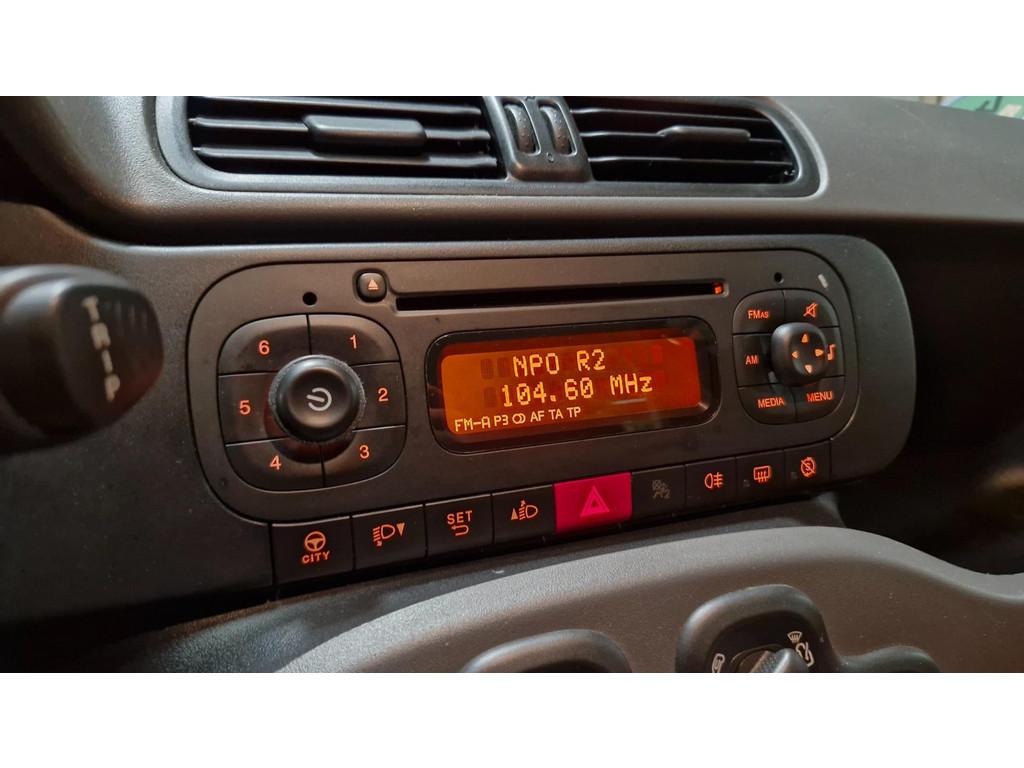 TRIP
6 1
5 2
4 3
NPO R2
104.60 MHz
FM-A P3 AF TA TP
FMAS
AM
MEDIA MENU
CITY
SET